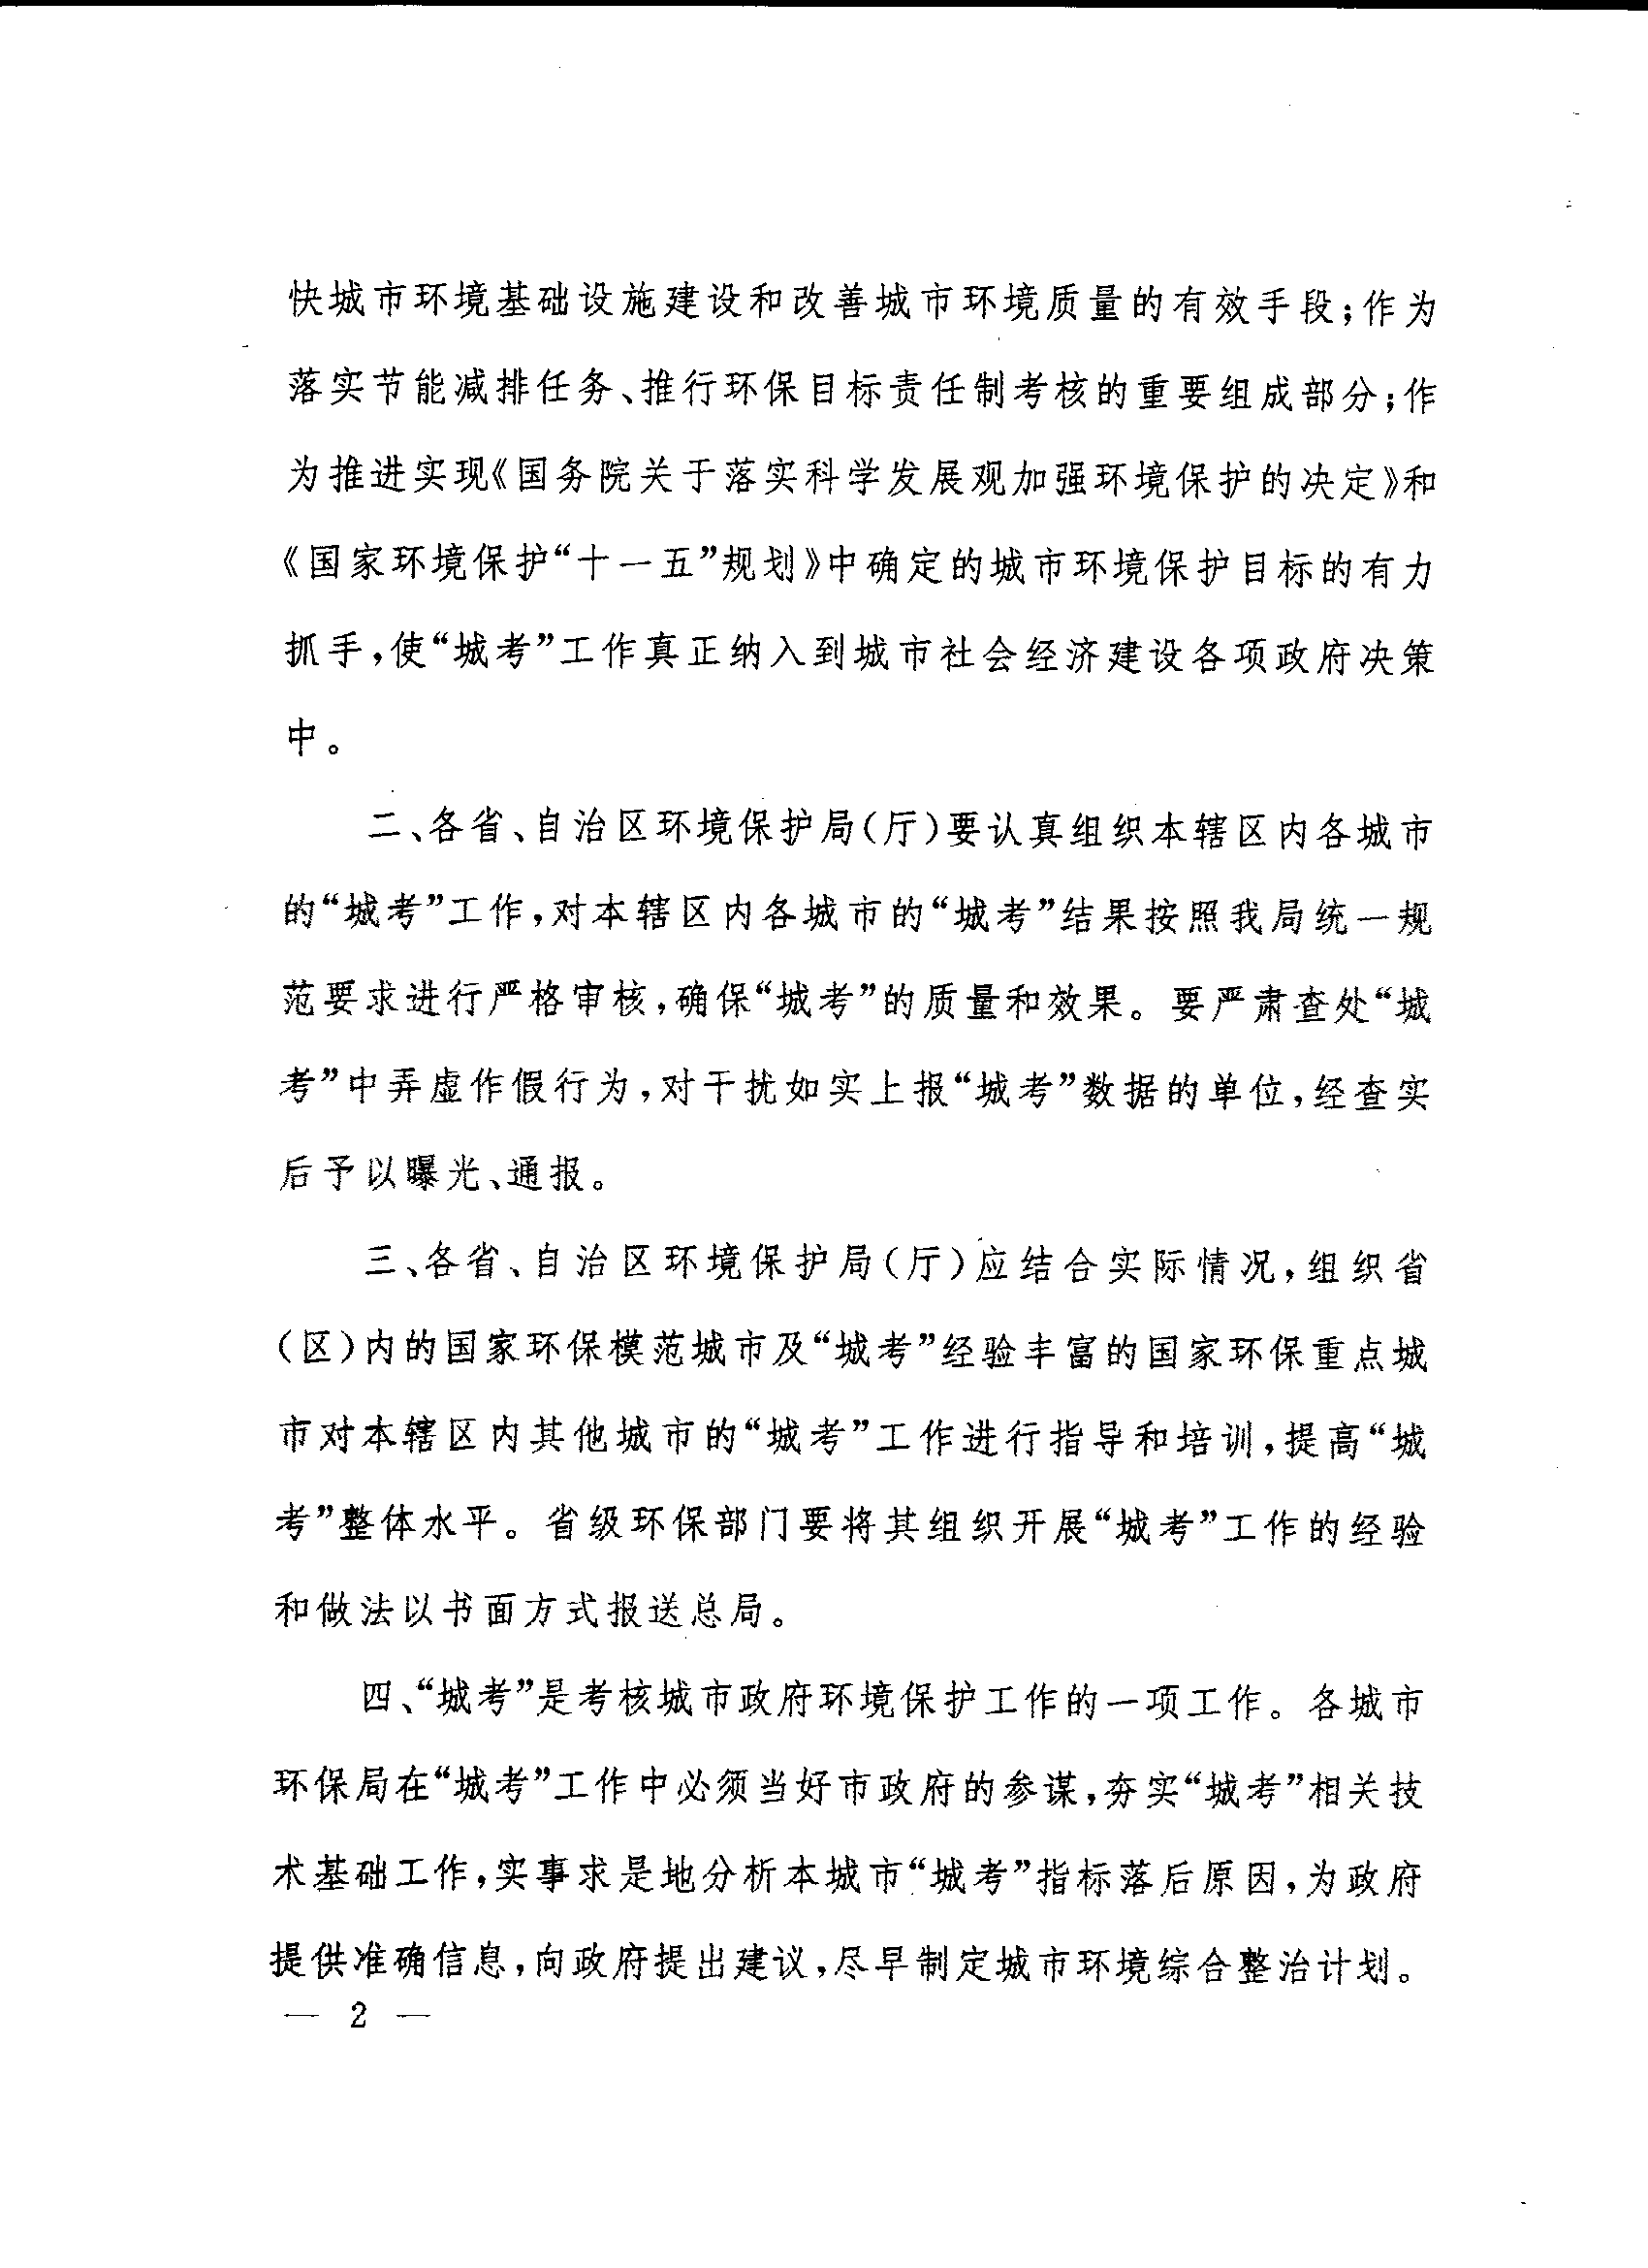 快城市环境基础设施建设和改善城市环境质量的有效手段；作为
落实节能减排任务、推行环保目标责任制考核的重要组成部分；作
为推进实现《国务院关于落实科学发展观加强环境保护的决定》和
《国家环境保护“十一五”规划》中确定的城市环境保护目标的有力
抓手，使“城考”工作真正纳入到城市社会经济建设各项政府决策
中。
二、各省、自治区环境保护局（厅）要认真组织本辖区内各城市
的“城考”工作，对本辖区内各城市的“城考”结果按照我局统一规
范要求进行严格审核，确保“城考”的质量和效果。要严肃查处“城
考”中弄虚作假行为，对干扰如实上报“城考”数据的单位，经查实
后予以曝光、通报。
三、各省、自治区环境保护局（厅）应结合实际情况，组织省
（区）内的国家环保模范城市及“城考”经验丰富的国家环保重点城
市对本辖区内其他城市的“城考”工作进行指导和培训，提高“城
考”整体水平。省级环保部门要将其组织开展“城考”工作的经验
和做法以书面方式报送总局。
四、“城考”是考核城市政府环境保护工作的一项工作。各城市
环保局在“城考”工作中必须当好市政府的参谋，夯实“城考”相关技
术基础工作，实事求是地分析本城市“城考”指标落后原因，为政府
提供准确信息，向政府提出建议，尽早制定城市环境综合整治计划。
— 2 —